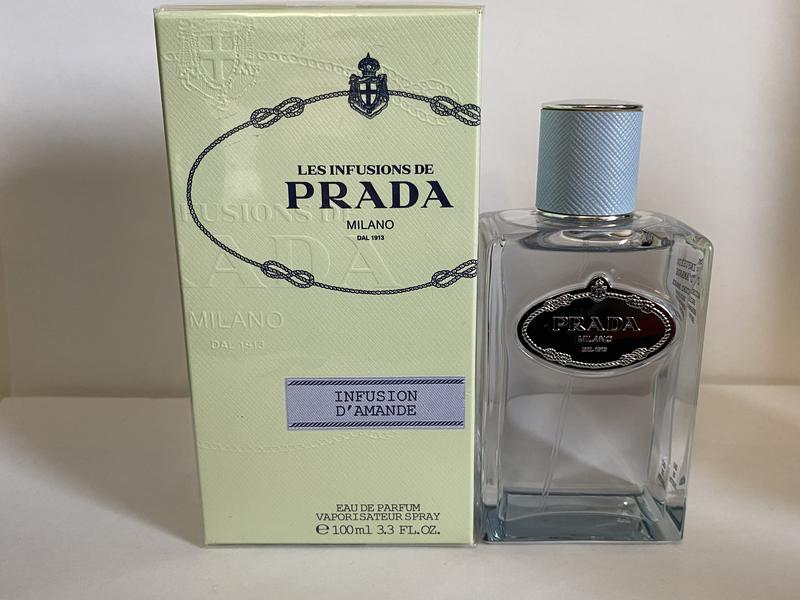 LES INFUSIONS DE
PRADA
MILANO
DAL 1913
MILANO
DAL 1913
INFUSION
D'AMANDE
EAU DE PARFUM
VAPORISATEUR SPRAY
℮ 100ml 3.3 FL.OZ.
PRADA
MILANO
DAL 1913